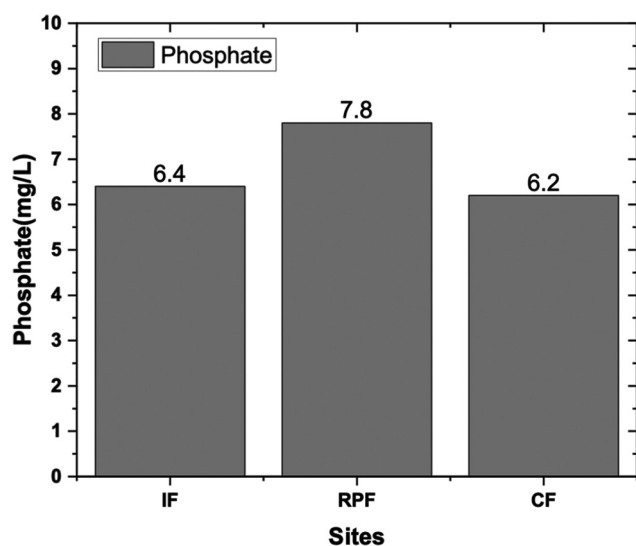 Phosphate
10
9
8
7
6
5
4
3
2
1
0
Phosphate(mg/L)
6.4
7.8
6.2
IF
RPF
CF
Sites